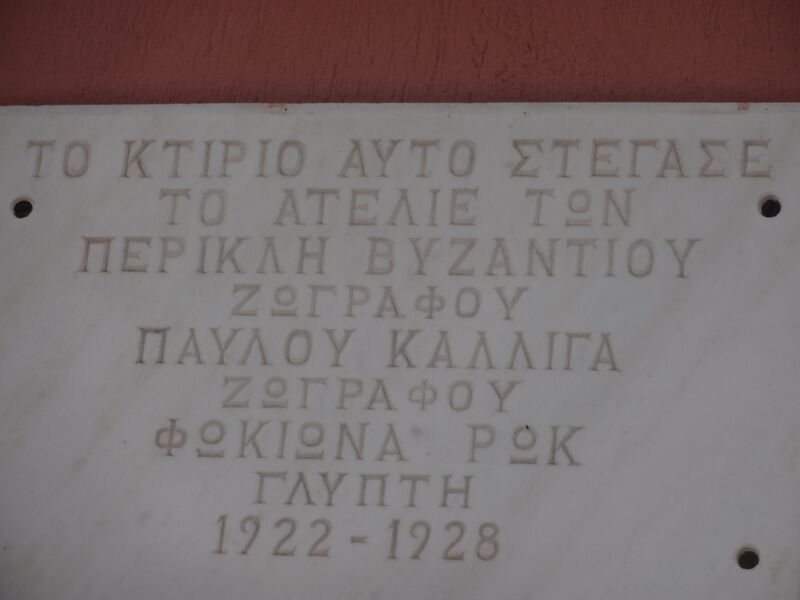 ΤΟ ΚΤΙΡΙΟ ΑΥΤΟ ΣΤΕΓΑΣΕ
ΤΟ ΑΤΕΛΙΕ ΤΩΝ
ΠΕΡΙΚΛΗ ΒΥΖΑΝΤΙΟΥ
ΖΩΓΡΑΦΟΥ
ΠΑΥΛΟΥ ΚΑΛΛΙΓΑ
ΖΩΓΡΑΦΟΥ
ΦΩΚΙΩΝΑ ΡΩΚ
ΓΛΥΠΤΗ
1922-1928